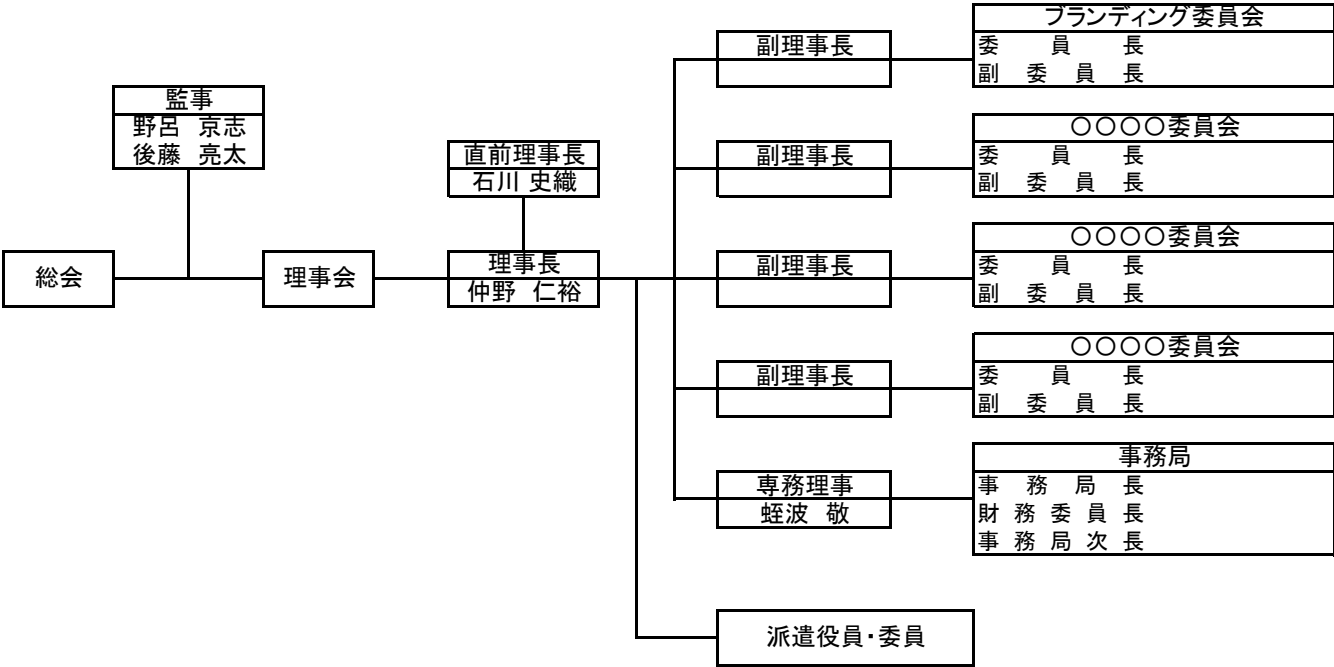 総会
監事
野呂 京志
後藤 亮太
理事会
直前理事長
石川 史織
理事長
仲野 仁裕
副理事長
ブランディング委員会
委員長
副委員長
副理事長
〇〇〇〇委員会
委員長
副委員長
副理事長
〇〇〇〇委員会
委員長
副委員長
副理事長
〇〇〇〇委員会
委員長
副委員長
専務理事
蛭波 敬
事務局
事務局長
財務委員長
事務局次長
派遣役員・委員